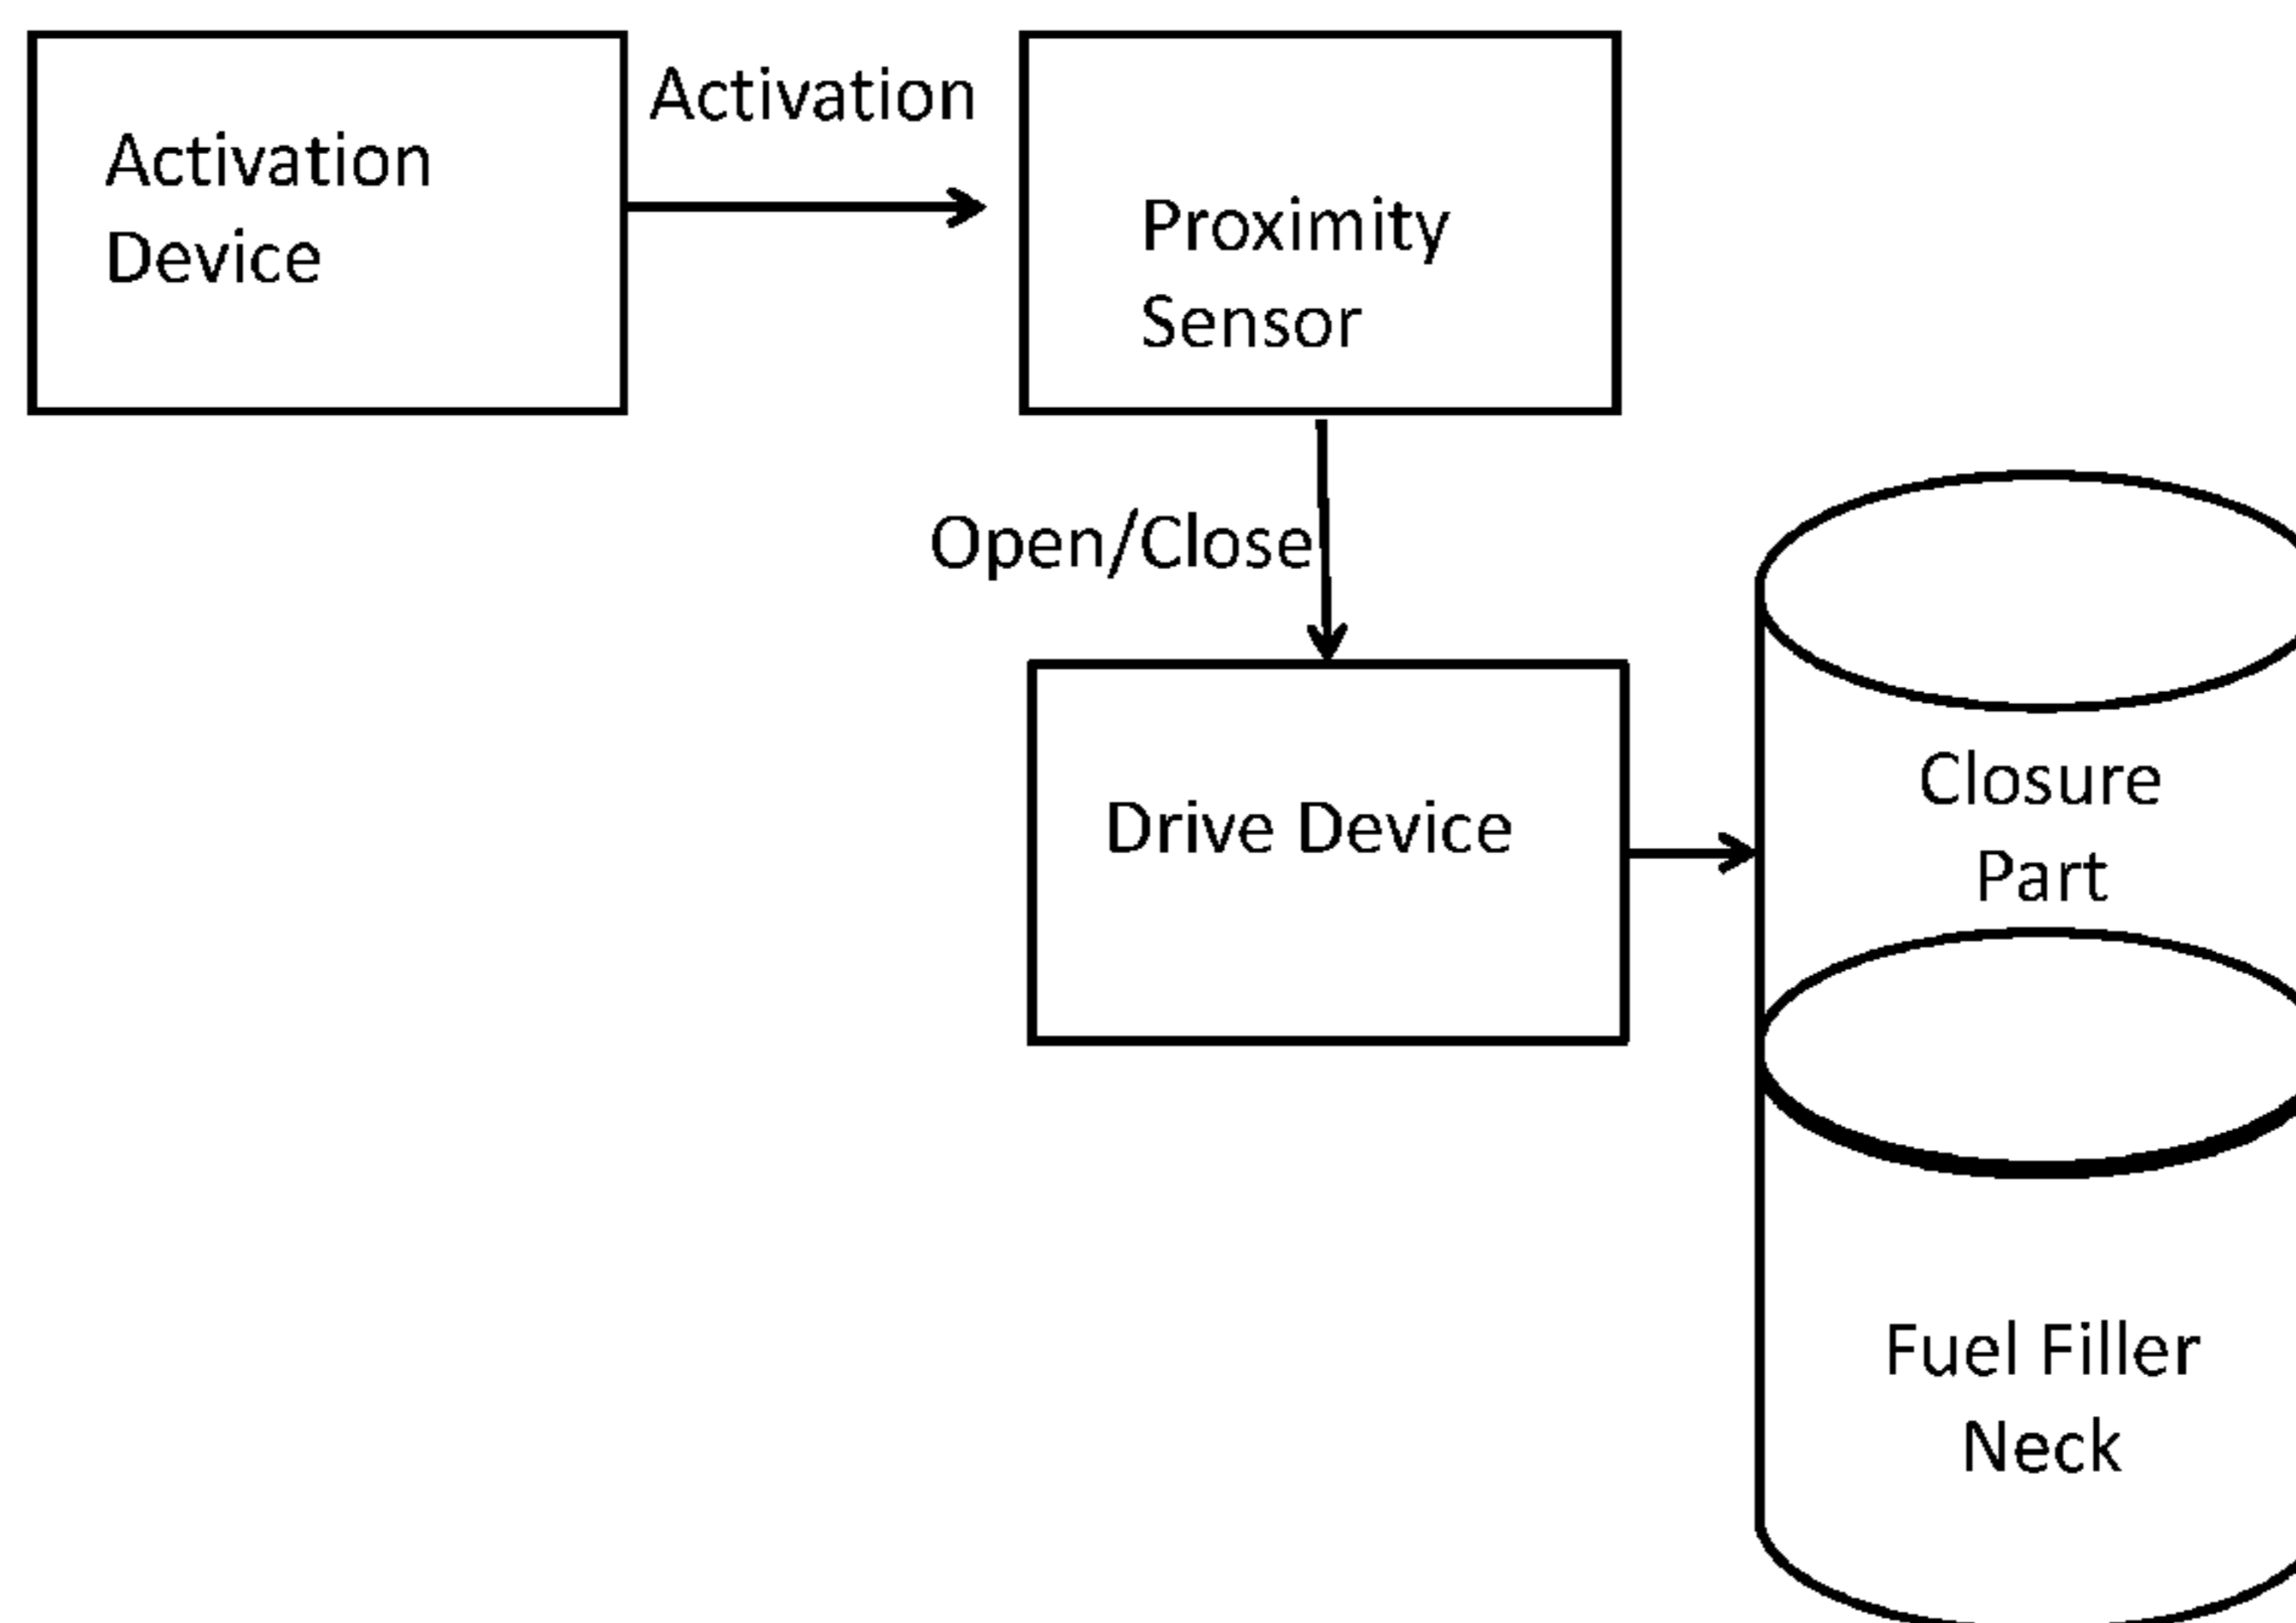 Activation
Device
Activation
Proximity
Sensor
Open/Close
Drive Device
Closure
Part
Fuel Filler
Neck